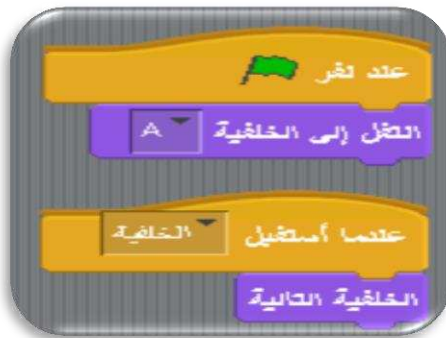 عند نقر
انتقل إلى الخلفية A
عندما أستقبل الخلفية
الخلفية التالية